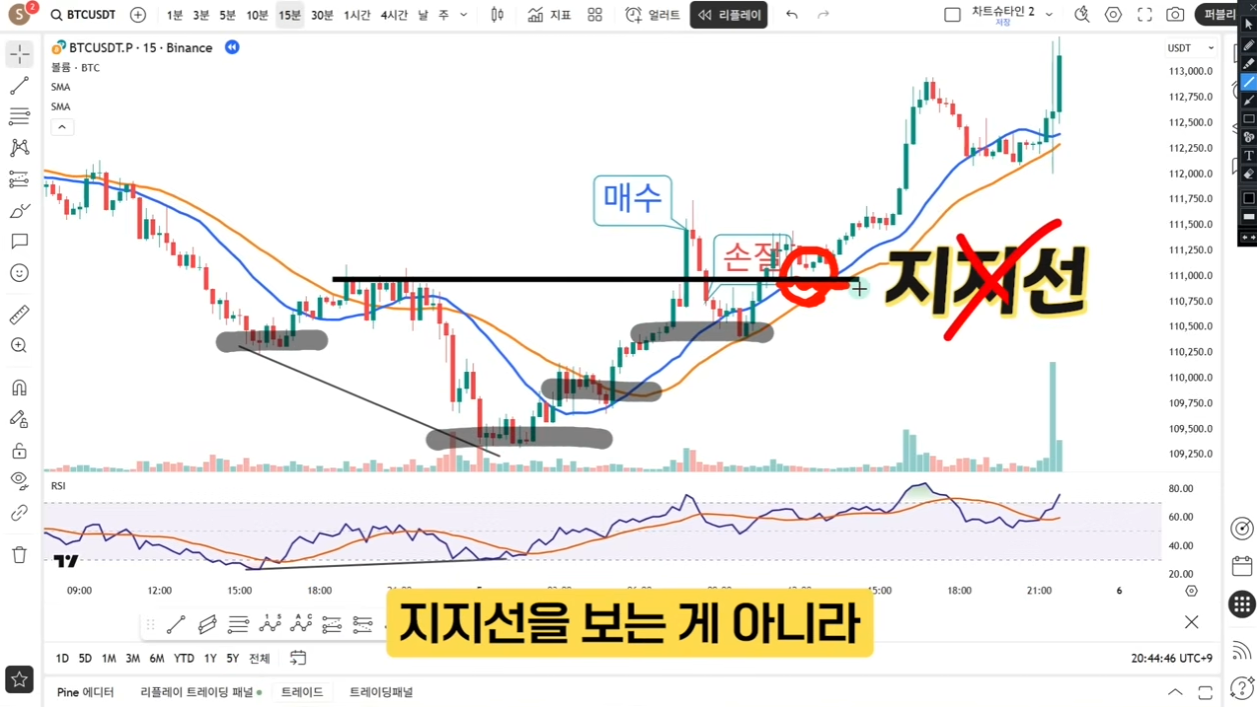 S 2 BTCUSDT 1분 3분 5분 10분 15분 30분 1시간 4시간 날 주 지표 얼러트 리플레이 차트슈타인 2 퍼블리
저장
BTCUSDT.P · 15 · Binance
볼륨 · BTC
SMA
SMA
USDT
113,000.0
112,750.0
112,500.0
112,250.0
112,000.0
111,750.0
111,500.0
111,250.0
111,000.0
110,750.0
110,500.0
110,250.0
110,000.0
109,750.0
109,500.0
109,250.0
매수
손절
지지선
RSI
80.00
60.00
40.00
20.00
09:00 12:00 15:00 18:00 15:00 18:00 21:00 6
지지선을 보는 게 아니라
1D 5D 1M 3M 6M YTD 1Y 5Y 전체
20:44:46 UTC+9
Pine 에디터 리플레이 트레이딩 패널 트레이드 트레이딩패널